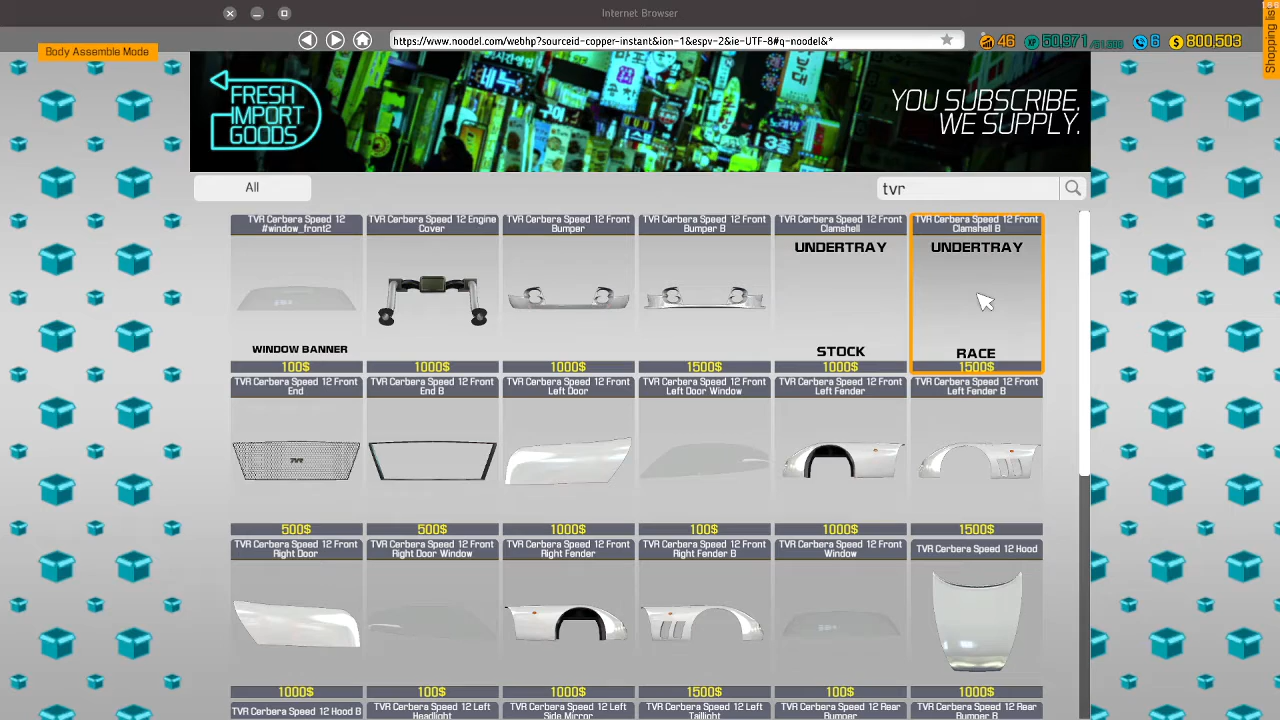 Internet Browser
Body Assemble Mode
https://www.noodel.com/webhp?sourceid-copper-instant&ion-1&espv-2&ie-UTF-8#q-noodel&*
46
50,971/51,600
6
800,503
Shopping list
FRESH
IMPORT
GOODS
YOU SUBSCRIBE,
WE SUPPLY.
All
tvr
TVR Cerbera Speed 12
#window_front2
WINDOW BANNER
100$
TVR Cerbera Speed 12 Engine
Cover
1000$
TVR Cerbera Speed 12 Front
Bumper
1000$
TVR Cerbera Speed 12 Front
Bumper B
1500$
TVR Cerbera Speed 12 Front
Clamshell
UNDERTRAY
STOCK
1000$
TVR Cerbera Speed 12 Front
Clamshell B
UNDERTRAY
RACE
1500$
TVR Cerbera Speed 12 Front
End
TVR
500$
TVR Cerbera Speed 12 Front
End B
500$
TVR Cerbera Speed 12 Front
Left Door
1000$
TVR Cerbera Speed 12 Front
Left Door Window
100$
TVR Cerbera Speed 12 Front
Left Fender
1000$
TVR Cerbera Speed 12 Front
Left Fender B
1500$
TVR Cerbera Speed 12 Front
Right Door
1000$
TVR Cerbera Speed 12 Front
Right Door Window
100$
TVR Cerbera Speed 12 Front
Right Fender
1000$
TVR Cerbera Speed 12 Front
Right Fender B
1500$
TVR Cerbera Speed 12 Front
Window
100$
TVR Cerbera Speed 12 Hood
1000$
TVR Cerbera Speed 12 Hood B
TVR Cerbera Speed 12 Left
Headlight
TVR Cerbera Speed 12 Left
Side Mirror
TVR Cerbera Speed 12 Left
Taillight
TVR Cerbera Speed 12 Rear
Bumper
TVR Cerbera Speed 12 Rear
Bumper B